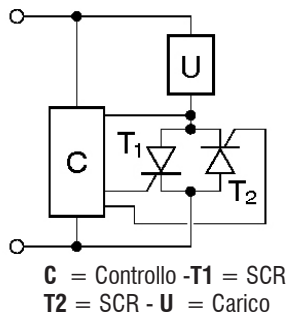 U
T1
C
T2
C = Controllo -T1 = SCR
T2 = SCR - U = Carico